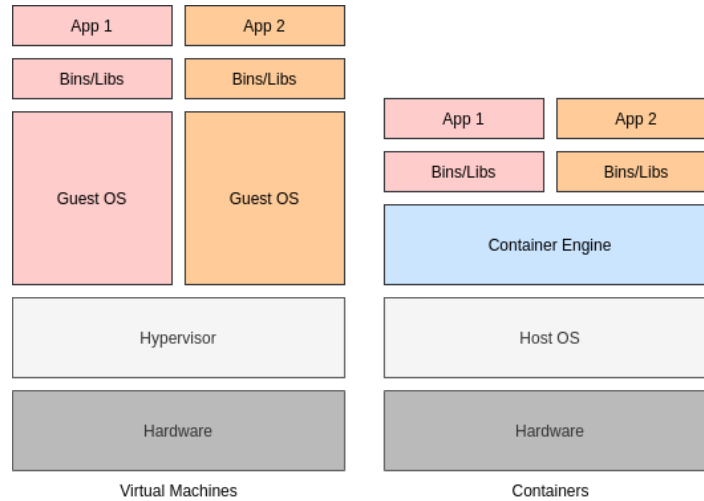 App 1
App 2
Bins/Libs
Bins/Libs
Guest OS
Guest OS
Hypervisor
Hardware
Virtual Machines
App 1
App 2
Bins/Libs
Bins/Libs
Container Engine
Host OS
Hardware
Containers